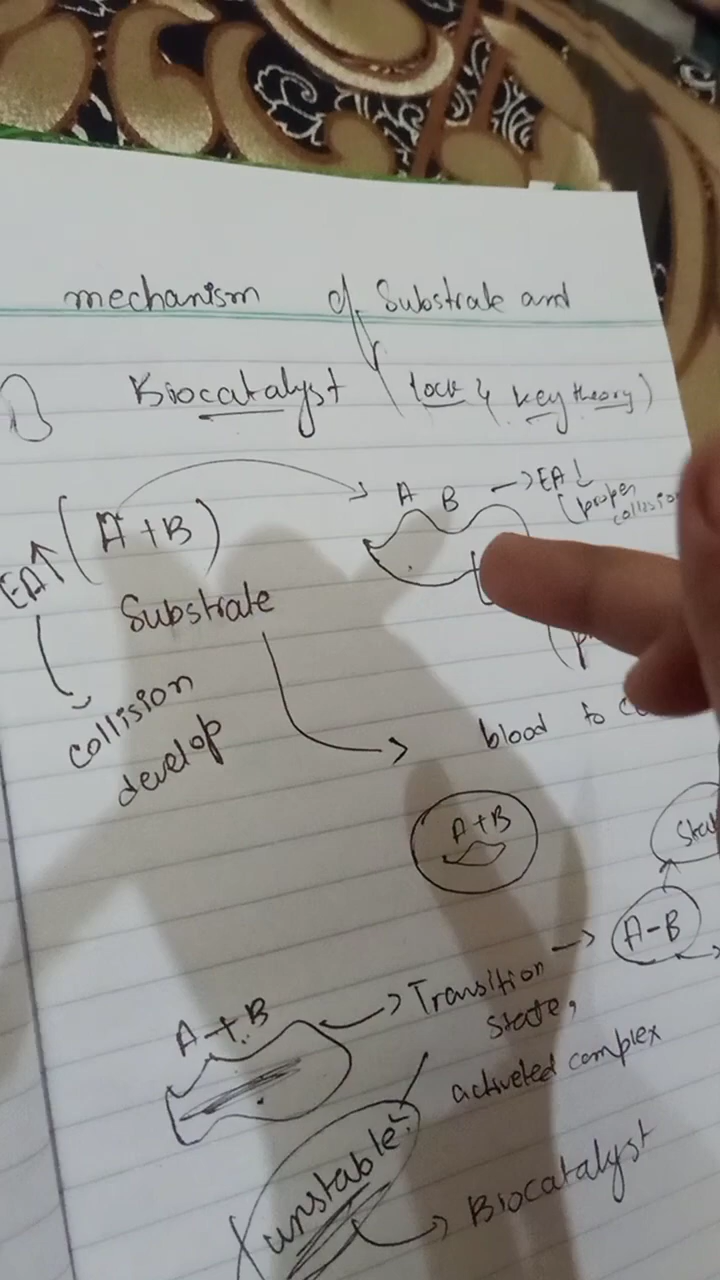 mechanism of Substrate and
Biocatalyst (lock & key theory)
EA↑ (A+B)
A B → EA↓
(proper
collision
Substrate
collision
develop
blood to
A+B
A-B
A+B → Transition →
state,
activeted complex
unstable
Biocatalyst